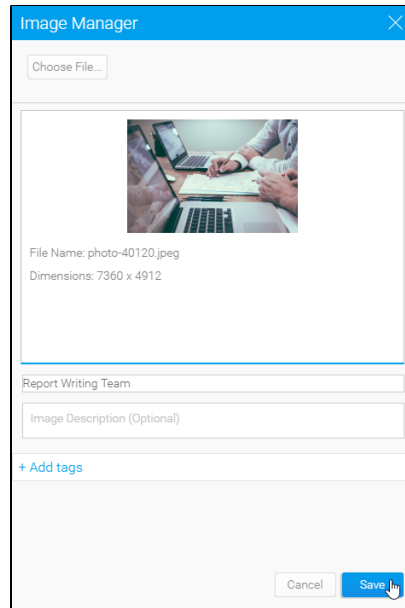 Image Manager
Choose File...
File Name: photo-40120.jpeg
Dimensions: 7360 x 4912
Report Writing Team
Image Description (Optional)
+ Add tags
Cancel
Save